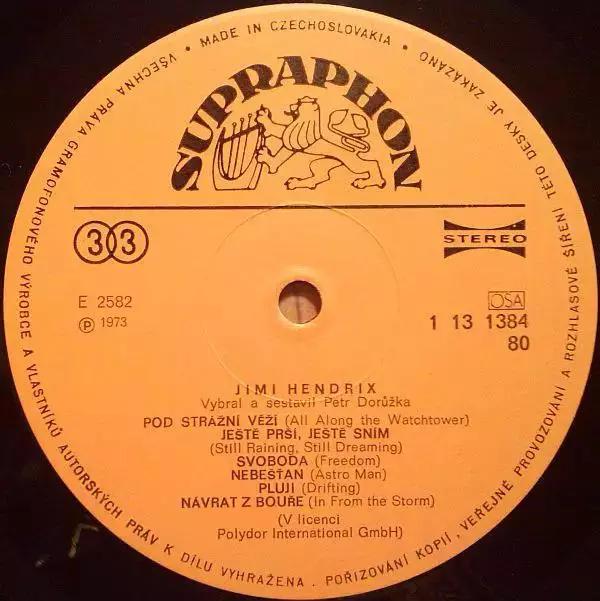 • MADE IN CZECHOSLOVAKIA •
VŠECHNA PRÁVA GRAMOFONOVÉHO VÝROBCE A VLASTNÍKŮ AUTORSKÝCH PRÁV K DÍLU VYHRAŽENA . POŘIZOVÁNÍ KOPIÍ, VEŘEJNÉ PROVOZOVÁNÍ A ROZHLASOVÉ ŠÍŘENÍ TÉTO DESKY JE ZAKÁZÁNO
SUPRAPHON
33
STEREO
E 2582
OSA
Ⓟ 1973
1 13 1384
80
JIMI HENDRIX
Vybral a sestavil Petr Dorůžka
POD STRÁŽNÍ VĚŽÍ (All Along the Watchtower)
JEŠTĚ PRŠÍ, JEŠTĚ SNÍM
(Still Raining, Still Dreaming)
SVOBODA (Freedom)
NEBEŠŤAN (Astro Man)
PLUJI (Drifting)
NÁVRAT Z BOUŘE (In From the Storm)
(V licenci
Polydor International GmbH)